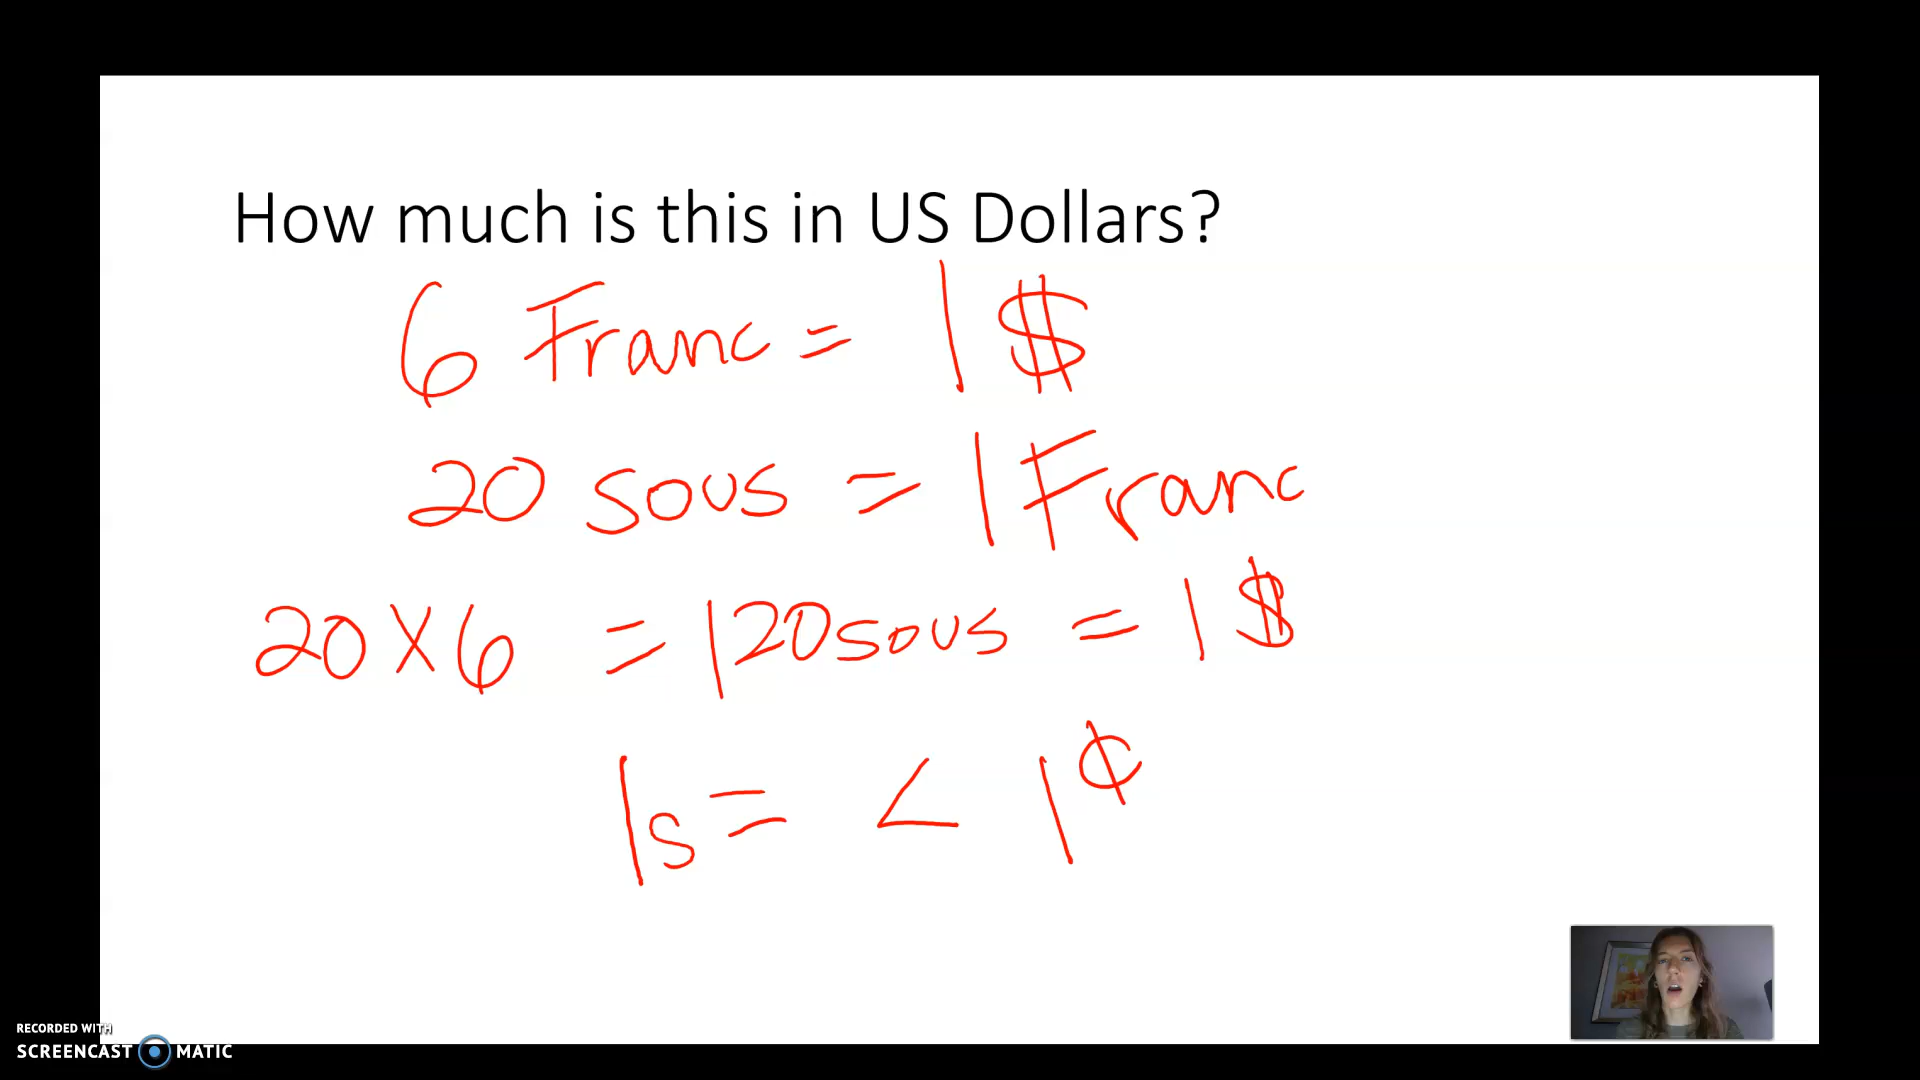 How much is this in US Dollars?
6 Franc = 1 $
20 sous = 1 Franc
20 X 6 = 120 sous = 1 $
1s = < 1 ¢
RECORDED WITH
SCREENCAST MATIC